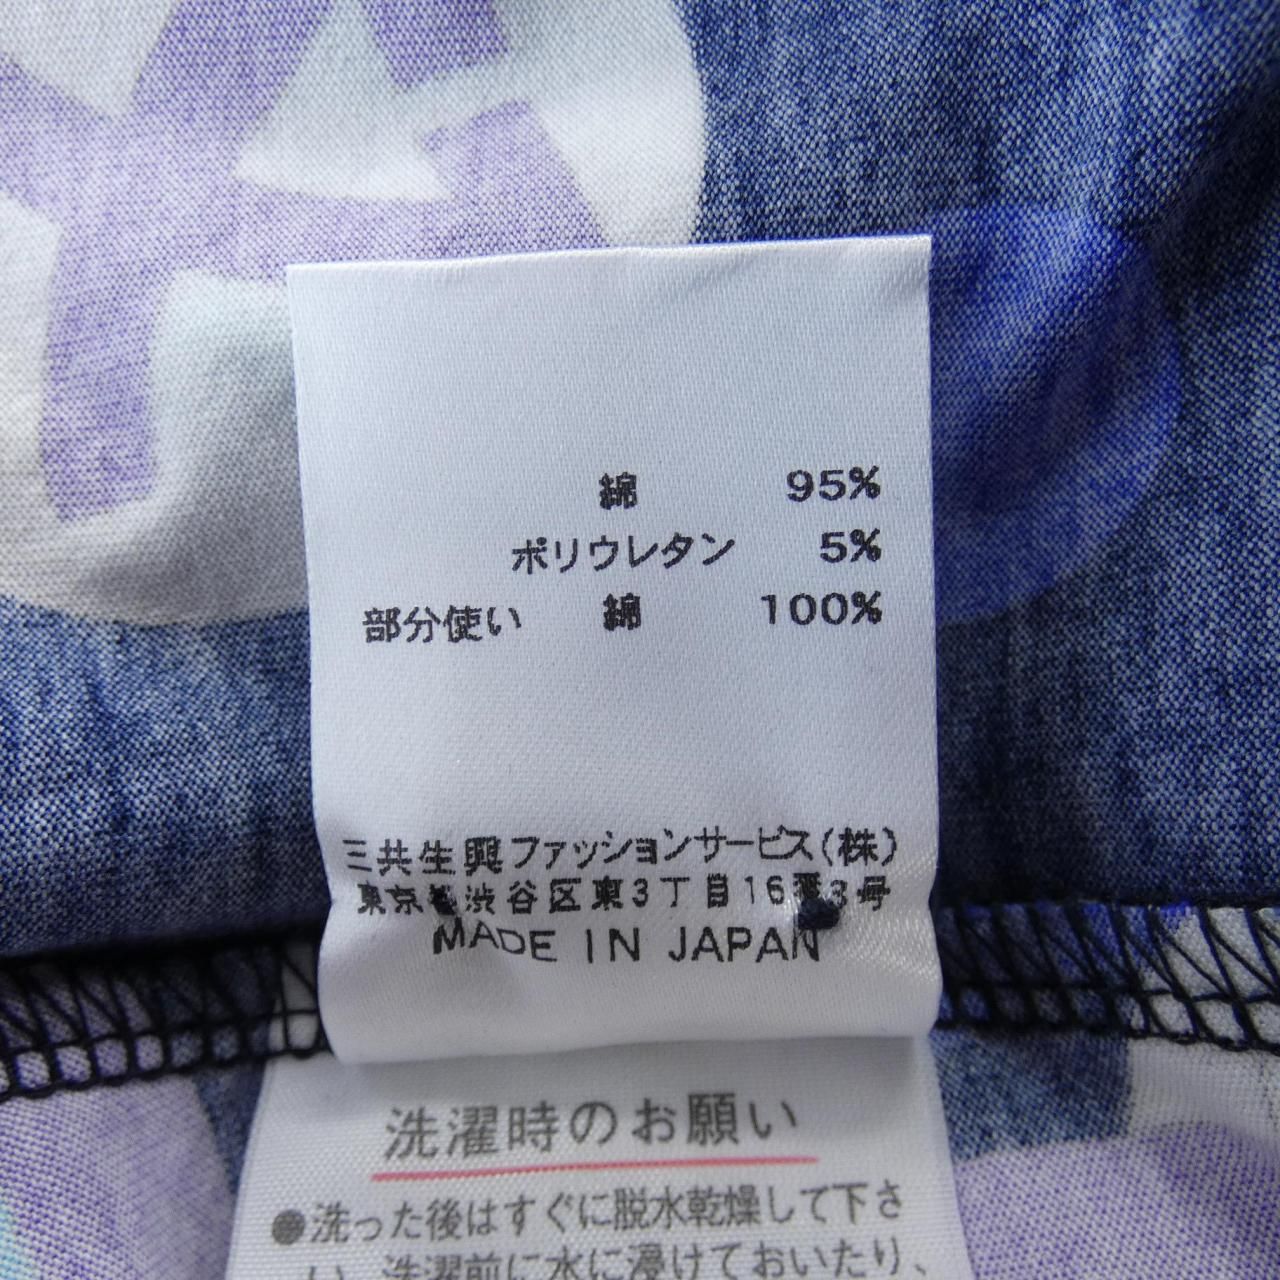 綿 95%
ポリウレタン 5%
部分使い 綿 100%
三共生興ファッションサービス(株)
東京都渋谷区東3丁目16番3号
MADE IN JAPAN
洗濯時のお願い
●洗った後はすぐに脱水乾燥して下さ
い。洗濯前に水に浸けておいたり、